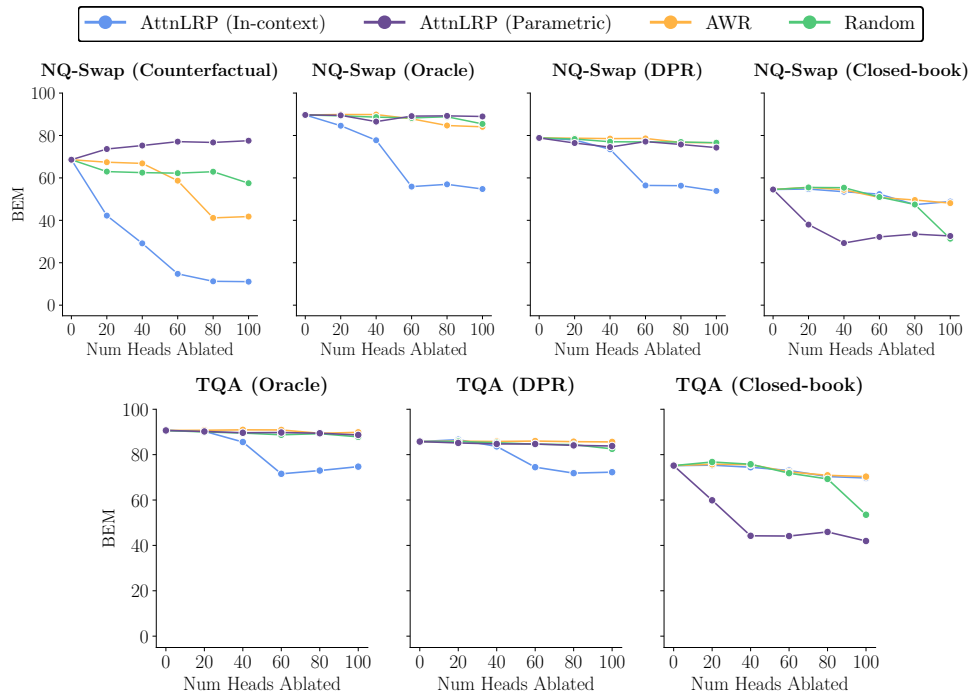 AttnLRP (In-context) AttnLRP (Parametric) AWR Random
NQ-Swap (Counterfactual) NQ-Swap (Oracle) NQ-Swap (DPR) NQ-Swap (Closed-book)
100
80
60
40
20
0
BEM
0 20 40 60 80 100 0 20 40 60 80 100 0 20 40 60 80 100 0 20 40 60 80 100
Num Heads Ablated Num Heads Ablated Num Heads Ablated Num Heads Ablated
TQA (Oracle) TQA (DPR) TQA (Closed-book)
100
80
60
40
20
0
BEM
0 20 40 60 80 100 0 20 40 60 80 100 0 20 40 60 80 100
Num Heads Ablated Num Heads Ablated Num Heads Ablated